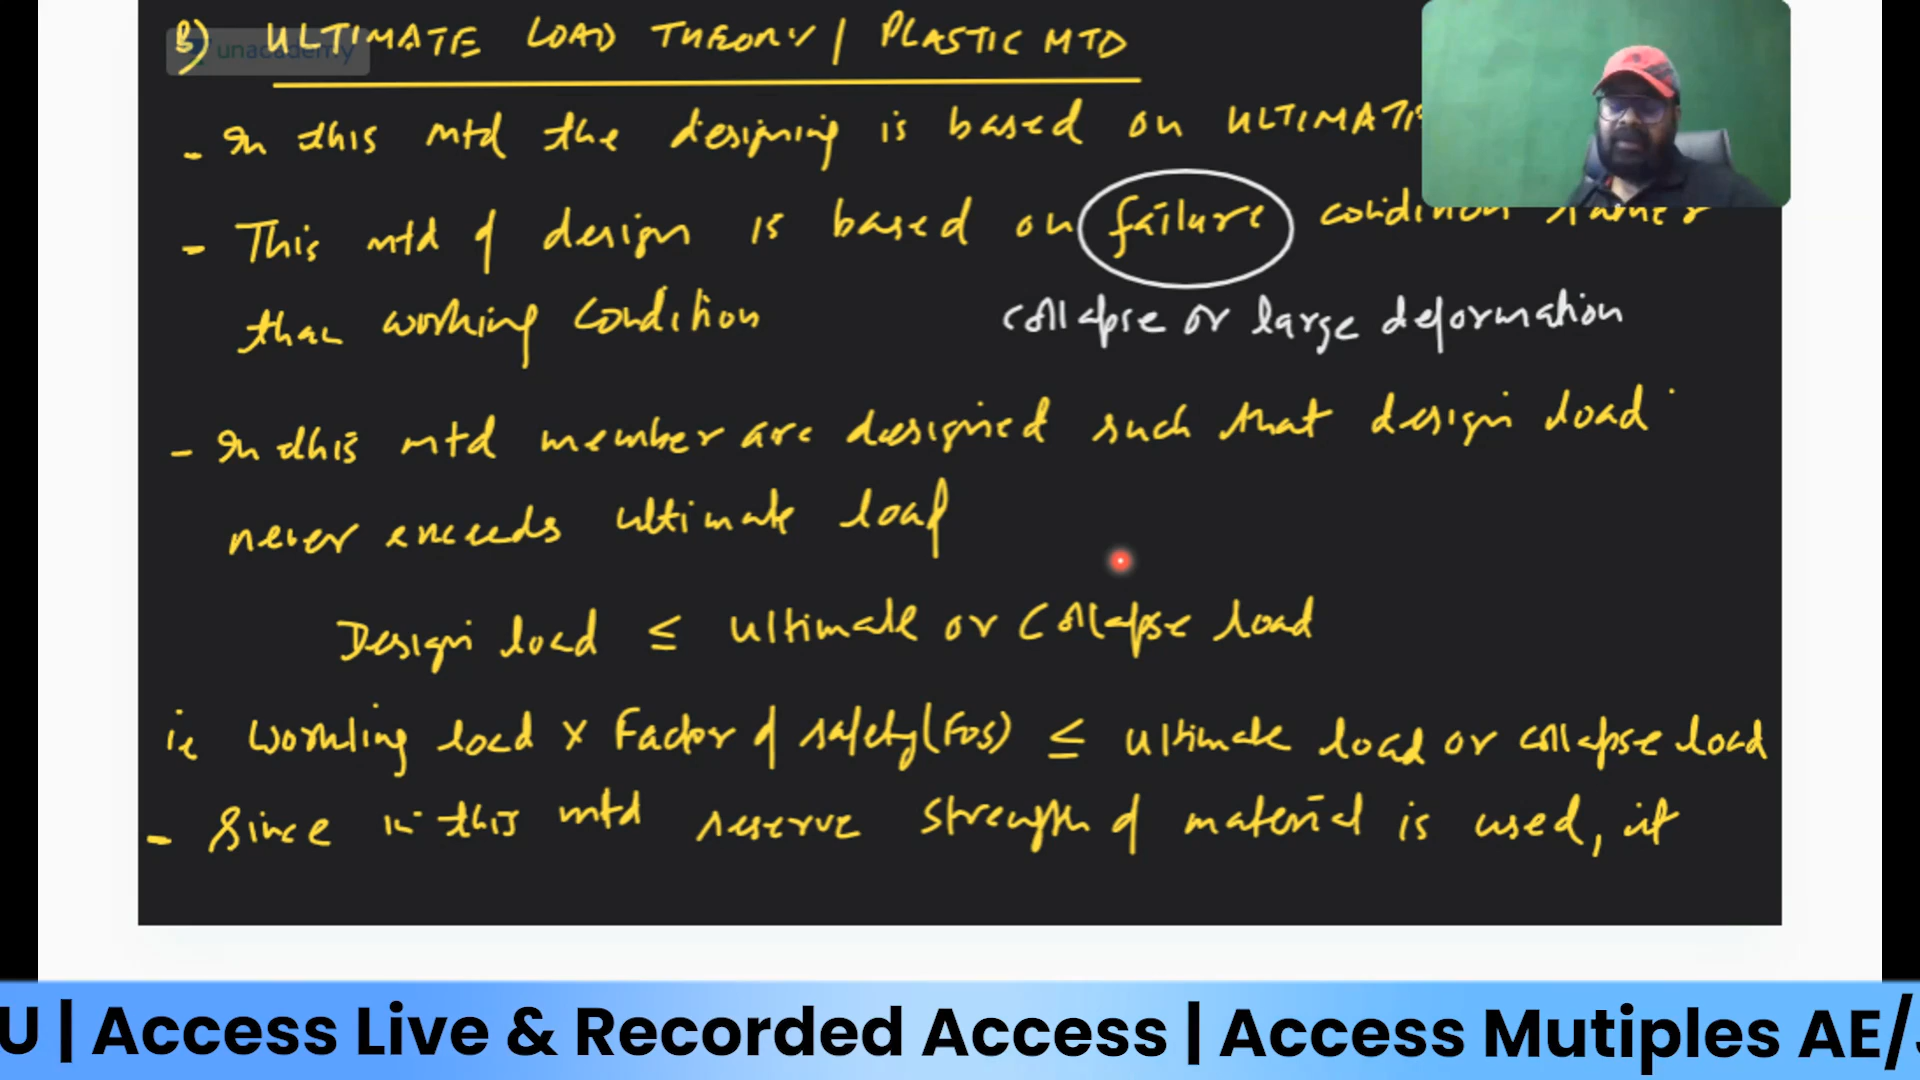 B) ULTIMATE LOAD THEORY / PLASTIC MTD
unacademy
- In this mtd the designing is based on ULTIMATE
- This mtd of design is based on failure condition rather
than working condition
collapse or large deformation
- In this mtd member are designed such that design load
never exceeds ultimate load
Design load ≤ ultimate or collapse load
ie working load x Factor of safety (FOS) ≤ ultimate load or collapse load
- Since in this mtd reserve strength of material is used, it
U | Access Live & Recorded Access | Access Mutiples AE/